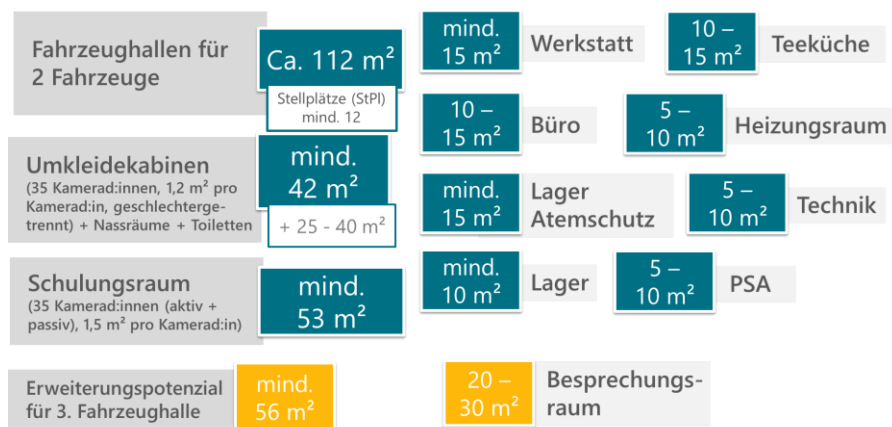 Fahrzeughallen für
2 Fahrzeuge
Ca. 112 m²
Stellplätze (StPl)
mind. 12
mind.
15 m²
Werkstatt
10 –
15 m²
Teeküche
10 –
15 m²
Büro
5 –
10 m²
Heizungsraum
Umkleidekabinen
(35 Kamerad:innen, 1,2 m² pro
Kamerad:in, geschlechterge-
trennt) + Nassräume + Toiletten
mind.
42 m²
+ 25 - 40 m²
mind.
15 m²
Lager
Atemschutz
5 –
10 m²
Technik
Schulungsraum
(35 Kamerad:innen (aktiv +
passiv), 1,5 m² pro Kamerad:in)
mind.
53 m²
mind.
10 m²
Lager
5 –
10 m²
PSA
Erweiterungspotenzial
für 3. Fahrzeughalle
mind.
56 m²
20 –
30 m²
Besprechungs-
raum